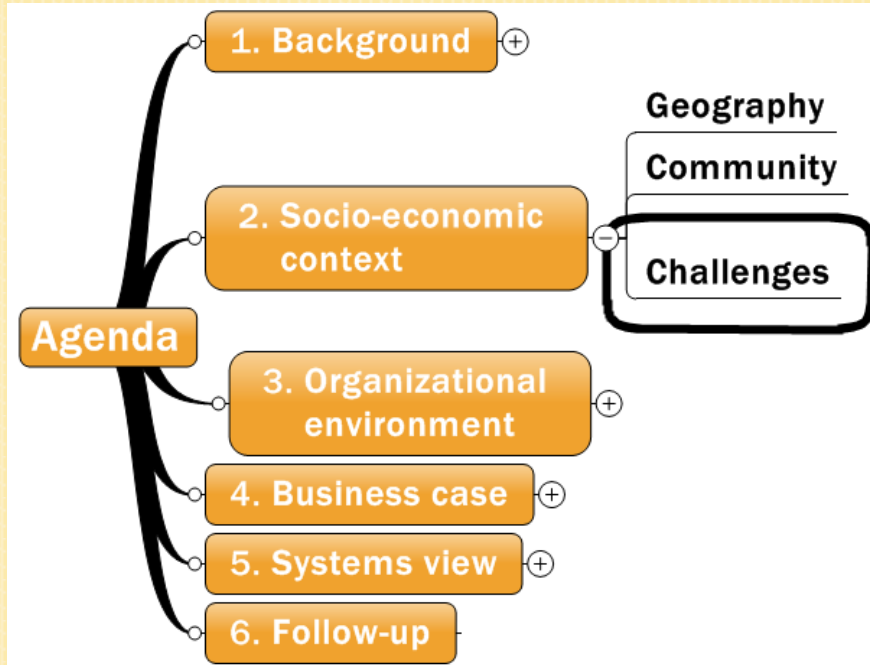 1. Background
Geography
Community
2. Socio-economic
context
Challenges
Agenda
3. Organizational
environment
4. Business case
5. Systems view
6. Follow-up